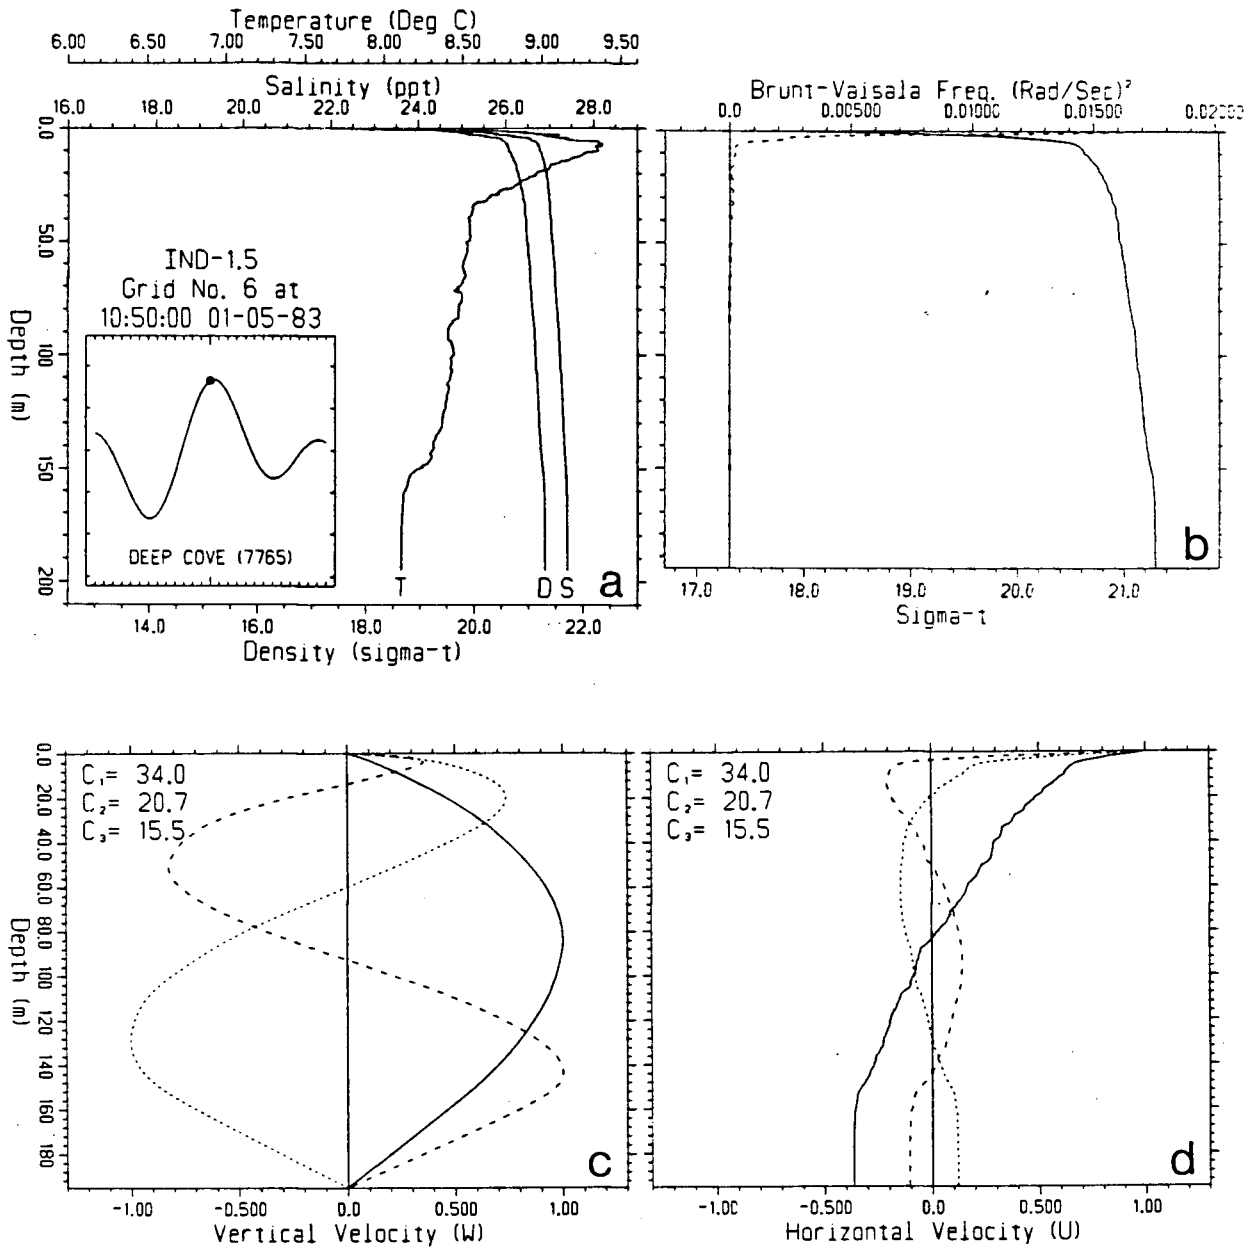 Temperature (Deg C)
6.00 6.50 7.00 7.50 8.00 8.50 9.00 9.50
Salinity (ppt)
16.0 18.0 20.0 22.0 24.0 26.0 28.0
Brunt-Vaisala Freq. (Rad/Sec)²
0.0 0.00500 0.01000 0.01500
0.0
50.0
100
150
200
Depth (m)
IND-1.5
Grid No. 6 at
10:50:00 01-05-83
DEEP COVE (7765)
T D S a
14.0 16.0 18.0 20.0 22.0
Density (sigma-t)
b
17.0 18.0 19.0 20.0 21.0
Sigma-t
0.0
20.0
40.0
60.0
80.0
100
120
140
160
180
Depth (m)
C₁= 34.0
C₂= 20.7
C₃= 15.5
c
-1.00 -0.500 0.0 0.500 1.00
Vertical Velocity (W)
C₁= 34.0
C₂= 20.7
C₃= 15.5
d
-1.00 -0.500 0.0 0.500 1.00
Horizontal Velocity (U)